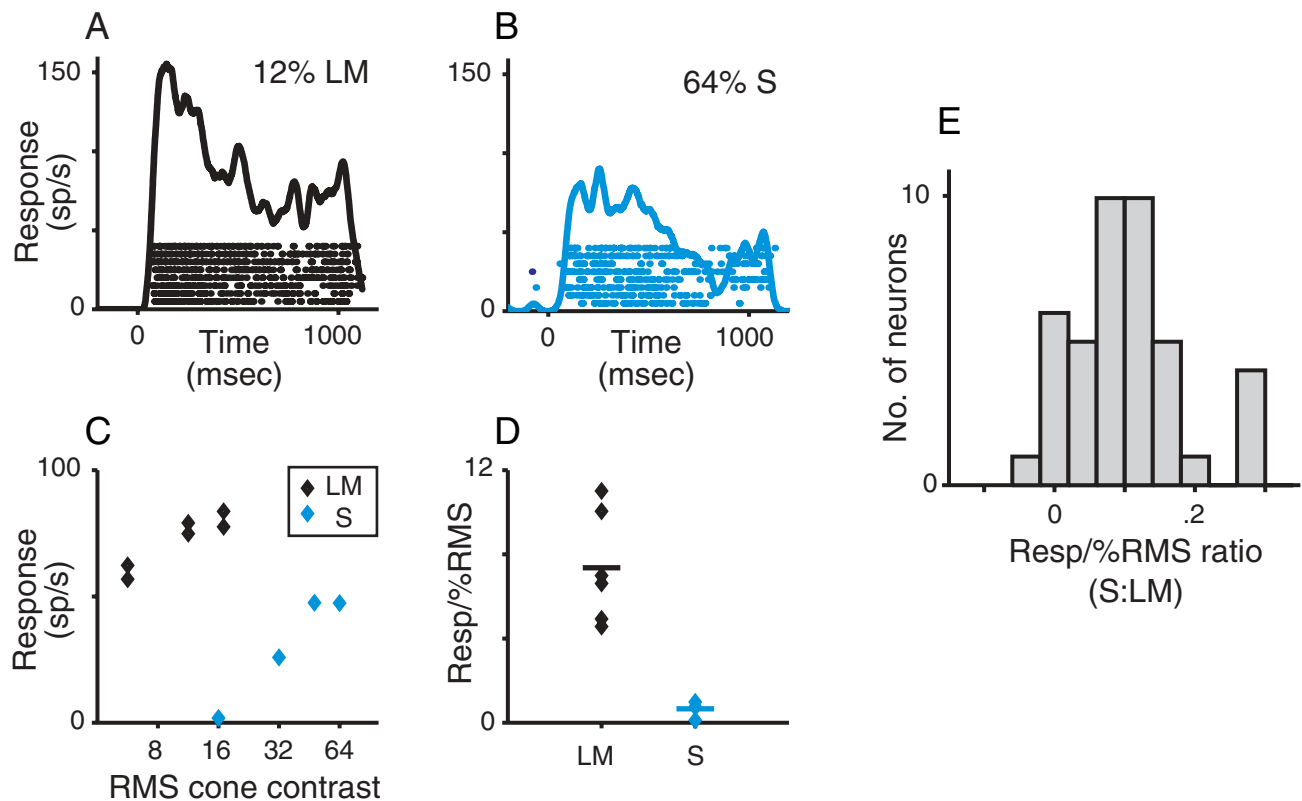 A
150
12% LM
Response
(sp/s)
0
0
1000
Time
(msec)
B
150
64% S
0
0
1000
Time
(msec)
C
100
LM
S
Response
(sp/s)
0
8
16
32
64
RMS cone contrast
D
12
Resp/%RMS
0
LM
S
E
10
No. of neurons
0
0
.2
Resp/%RMS ratio
(S:LM)